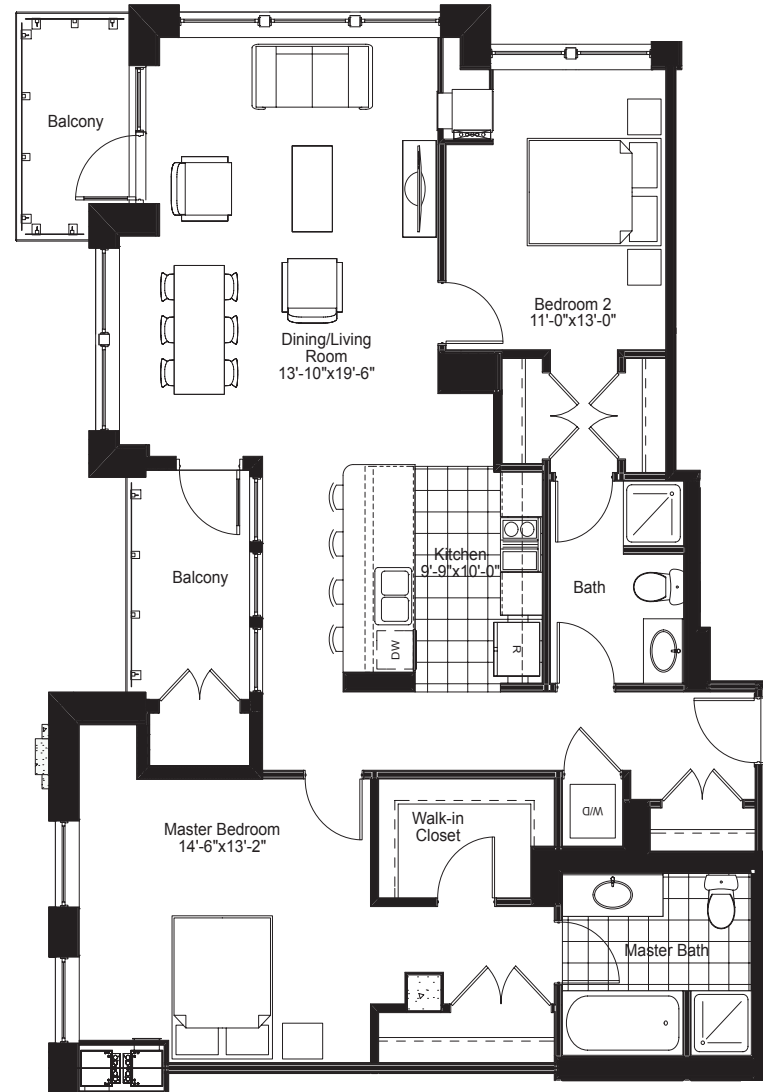 Balcony
Bedroom 2
11'-0"x13'-0"
Dining/Living
Room
13'-10"x19'-6"
Kitchen
9'-9"x10'-0"
Balcony
Bath
DW
R
Walk-in
Closet
W/D
Master Bedroom
14'-6"x13'-2"
Master Bath